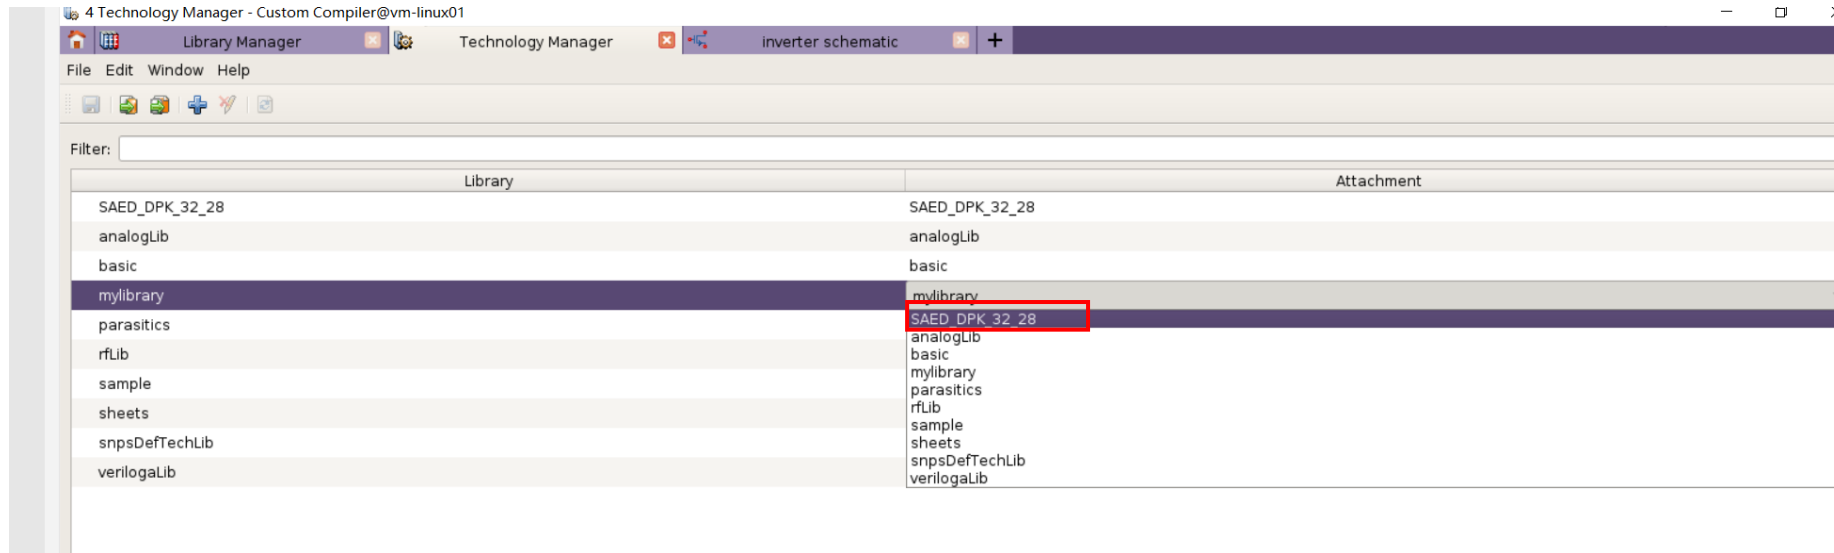 4 Technology Manager - Custom Compiler@vm-linux01
Library Manager Technology Manager inverter schematic
File Edit Window Help
Filter:
Library Attachment
SAED_DPK_32_28 SAED_DPK_32_28
analogLib analogLib
basic basic
mylibrary mylibrary
parasitics SAED_DPK_32_28
analogLib
rfLib basic
mylibrary
sample parasitics
rfLib
sheets sample
sheets
snpsDefTechLib snpsDefTechLib
verilogaLib verilogaLib